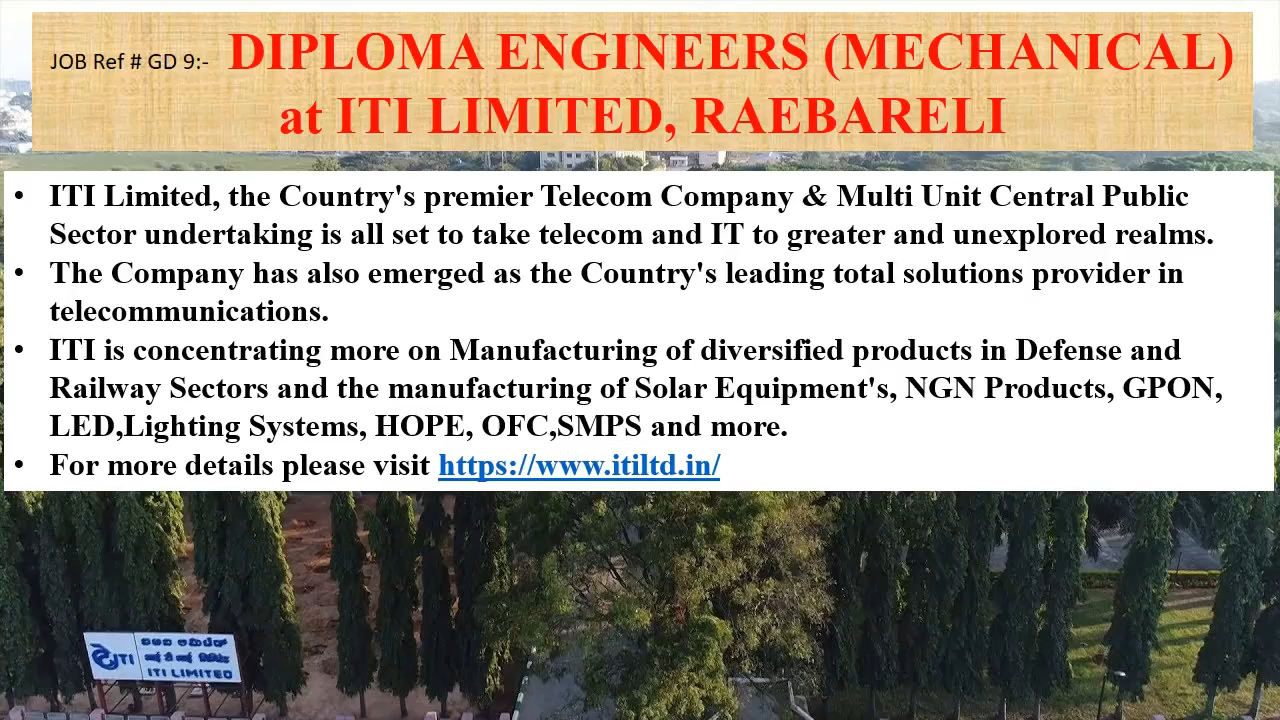 JOB Ref # GD 9:- DIPLOMA ENGINEERS (MECHANICAL)
at ITI LIMITED, RAEBARELI
• ITI Limited, the Country's premier Telecom Company & Multi Unit Central Public
Sector undertaking is all set to take telecom and IT to greater and unexplored realms.
• The Company has also emerged as the Country's leading total solutions provider in
telecommunications.
• ITI is concentrating more on Manufacturing of diversified products in Defense and
Railway Sectors and the manufacturing of Solar Equipment's, NGN Products, GPON,
LED,Lighting Systems, HOPE, OFC,SMPS and more.
• For more details please visit https://www.itiltd.in/
ITI
ITI LIMITED